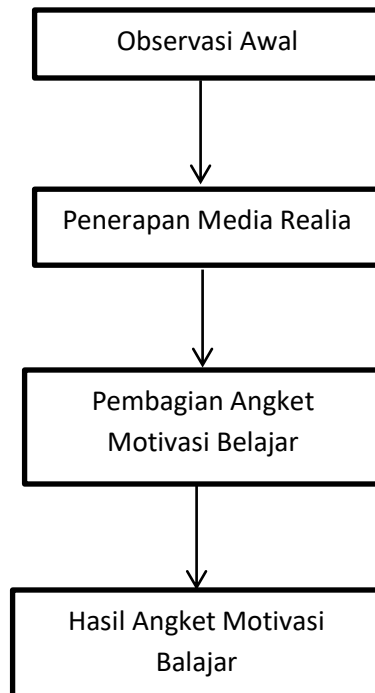 Observasi Awal
Penerapan Media Realia
Pembagian Angket
Motivasi Belajar
Hasil Angket Motivasi
Balajar